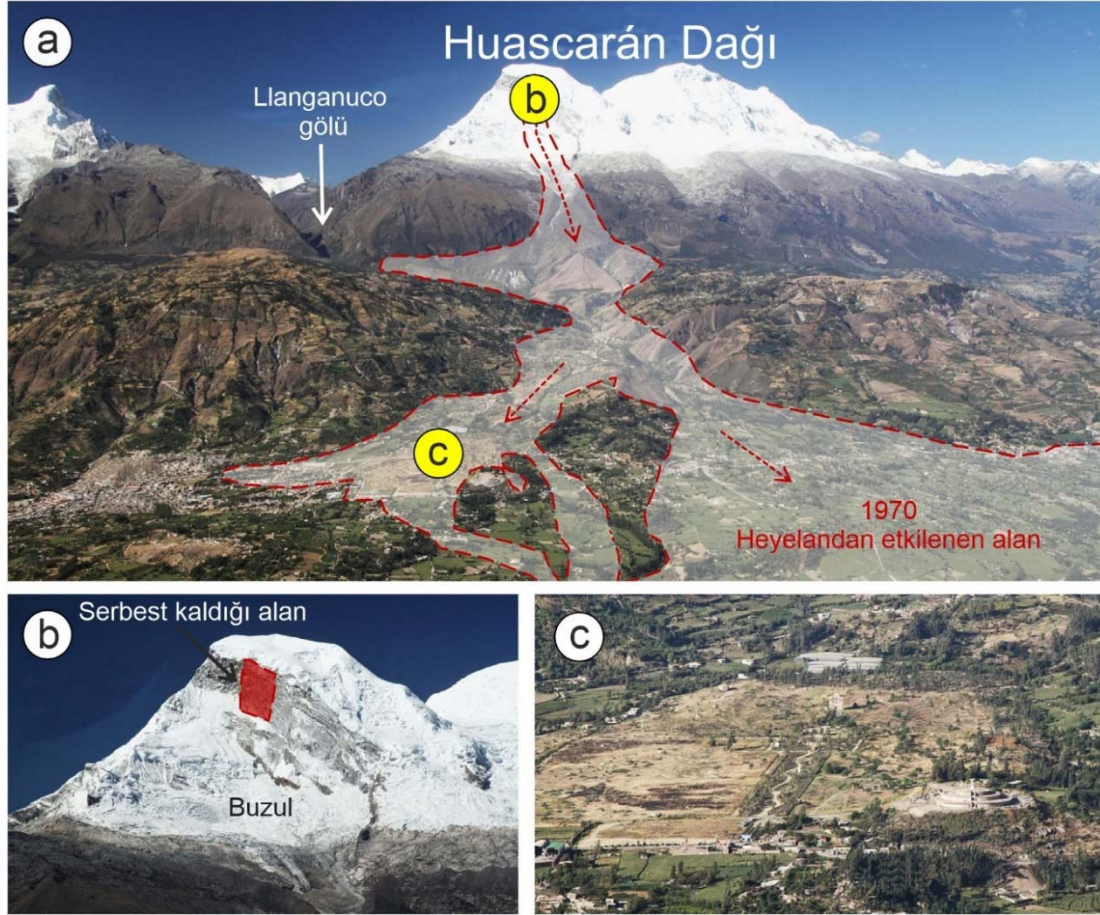 a
Huascarán Dağı
Llanganuco
gölü
b
c
1970
Heyelandan etkilenen alan
b
Serbest kaldığı alan
Buzul
c